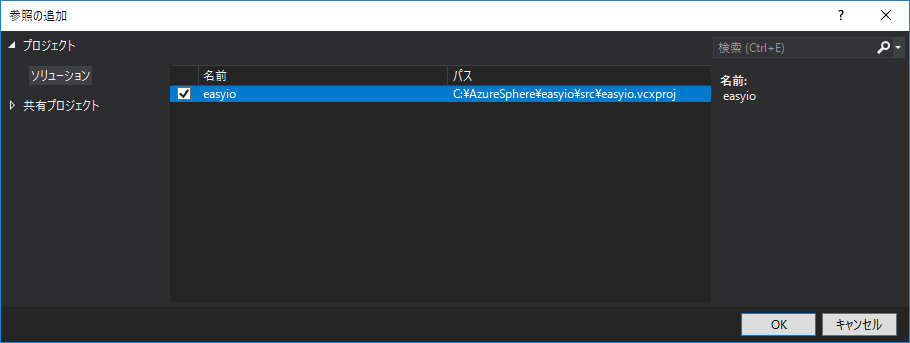 参照の追加
? ×
プロジェクト
ソリューション
共有プロジェクト
名前 パス
easyio C:¥AzureSphere¥easyio¥src¥easyio.vcxproj
検索 (Ctrl+E)
名前:
easyio
OK キャンセル